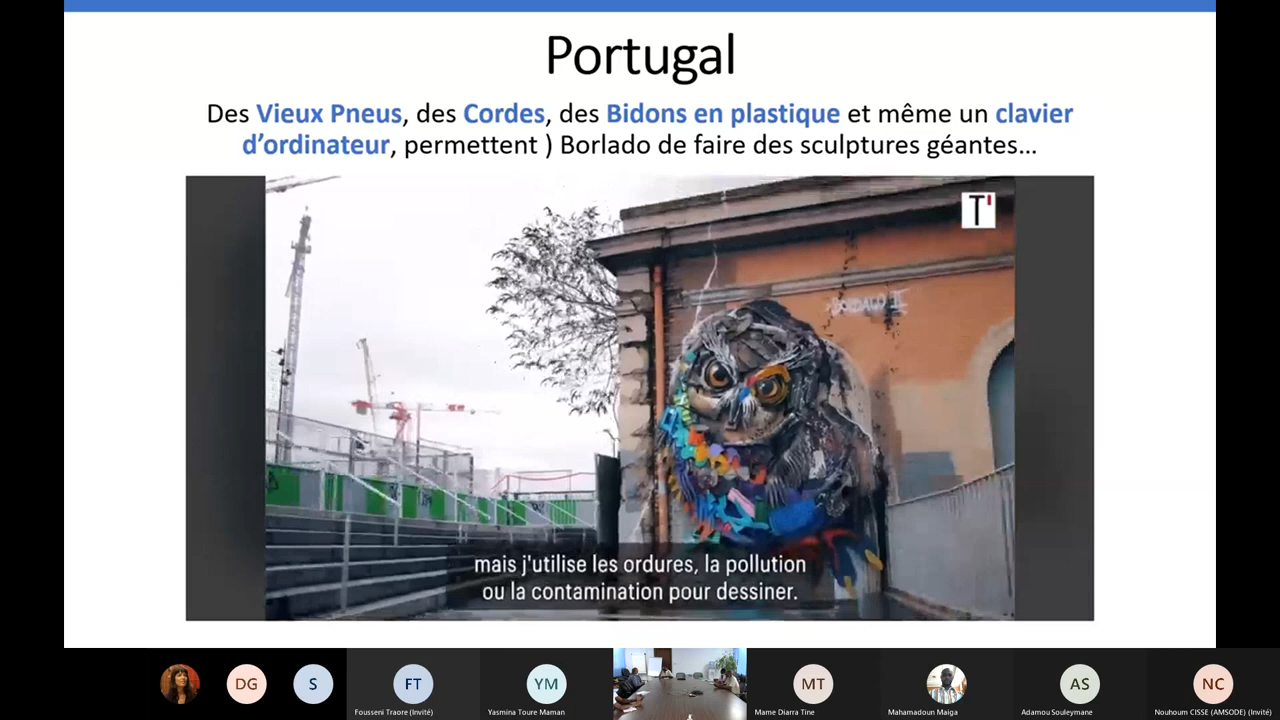 Portugal
Des Vieux Pneus, des Cordes, des Bidons en plastique et même un clavier
d’ordinateur, permettent ) Borlado de faire des sculptures géantes…
T'
mais j'utilise les ordures, la pollution
ou la contamination pour dessiner.
DG
S
FT
YM
MT
AS
NC
Fousseni Traore (Invité)
Yasmina Toure Maman
Mame Diarra Tine
Mahamadoun Maiga
Adamou Souleymane
Nouhoum CISSE (AMSODE) (Invité)